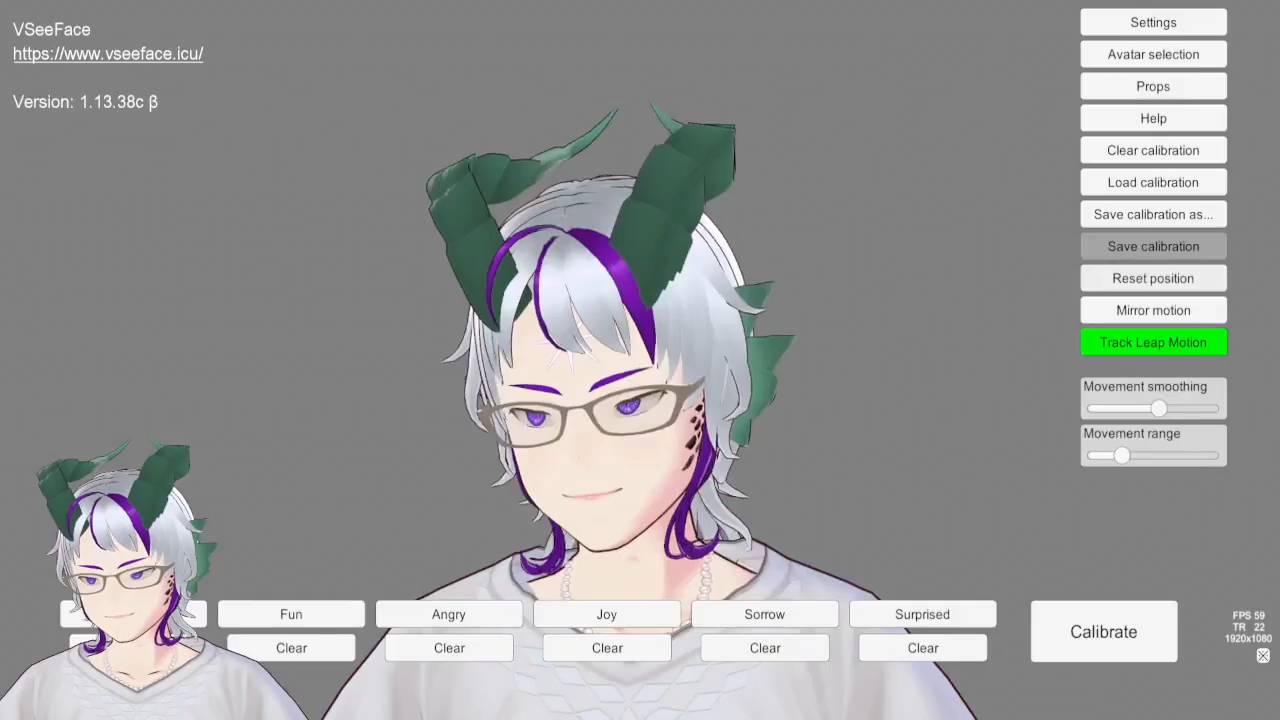 VSeeFace
https://www.vseeface.icu/
Version: 1.13.38c β
Settings
Avatar selection
Props
Help
Clear calibration
Load calibration
Save calibration as...
Save calibration
Reset position
Mirror motion
Track Leap Motion
Movement smoothing
Movement range
Fun
Angry
Joy
Sorrow
Surprised
Clear
Clear
Clear
Clear
Clear
Calibrate
FPS 59
TR 22
1920x1080